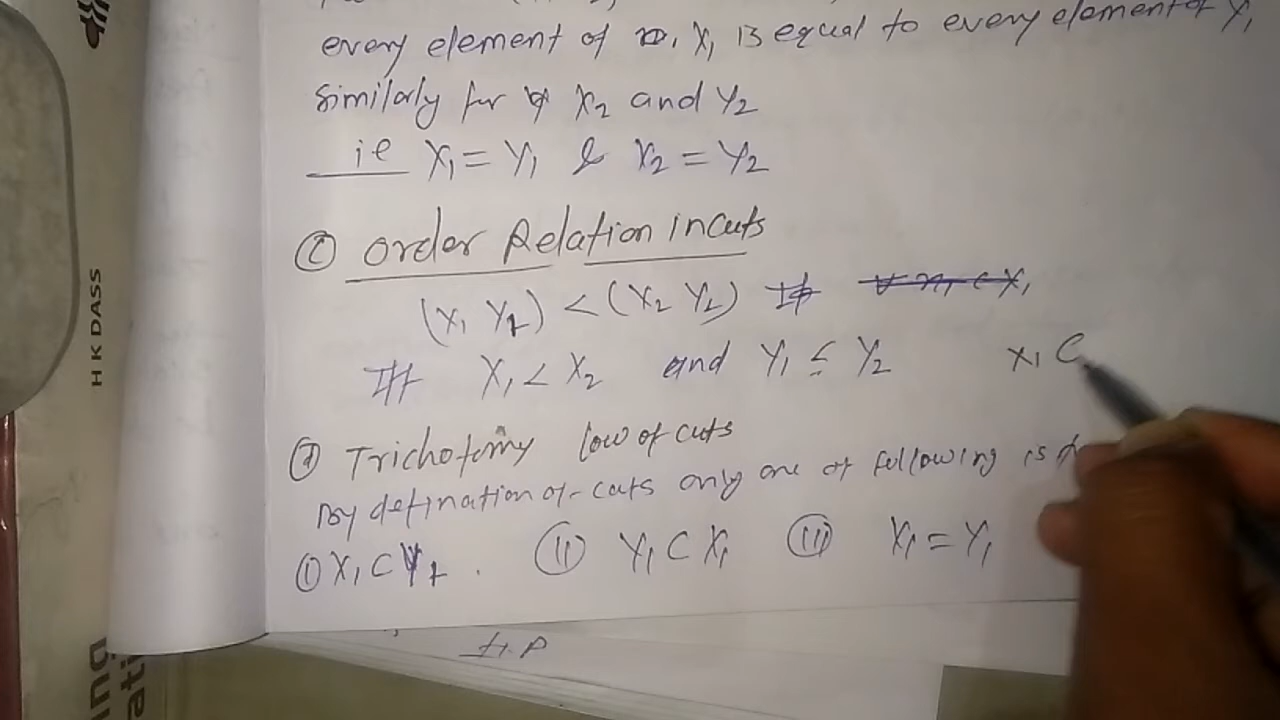 every element of X₁ is equal to every element of Y₁
Similarly for X₂ and Y₂
ie X₁ = Y₁ & X₂ = Y₂
ⓒ Order Relation in Cuts
(X₁ Y₁) < (X₂ Y₂)
Iff X₁ < X₂ and Y₁ ≤ Y₂ X₁ ⊂
ⓓ Trichotomy low of cuts
By defination of cuts only one of following is
ⓘ X₁ ⊂ Y₁ . ⓘⓘ Y₁ ⊂ X₁ ⓘⓘⓘ X₁ = Y₁
H K DASS